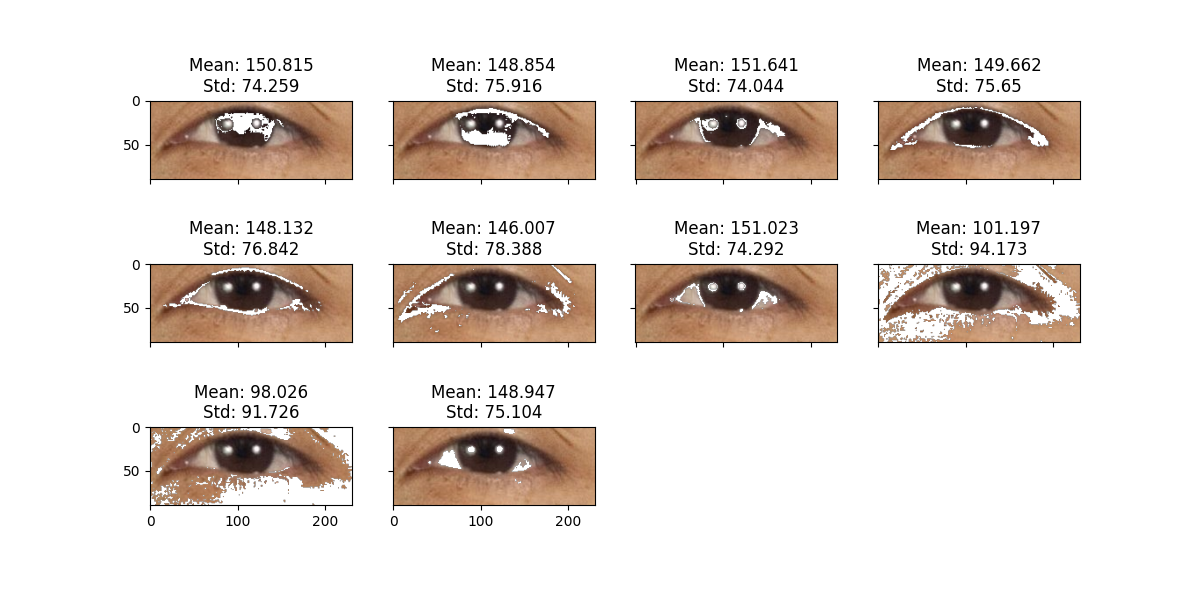 Mean: 150.815
Std: 74.259
Mean: 148.854
Std: 75.916
Mean: 151.641
Std: 74.044
Mean: 149.662
Std: 75.65
0
50
Mean: 148.132
Std: 76.842
Mean: 146.007
Std: 78.388
Mean: 151.023
Std: 74.292
Mean: 101.197
Std: 94.173
0
50
Mean: 98.026
Std: 91.726
Mean: 148.947
Std: 75.104
0
50
0 100 200
0 100 200